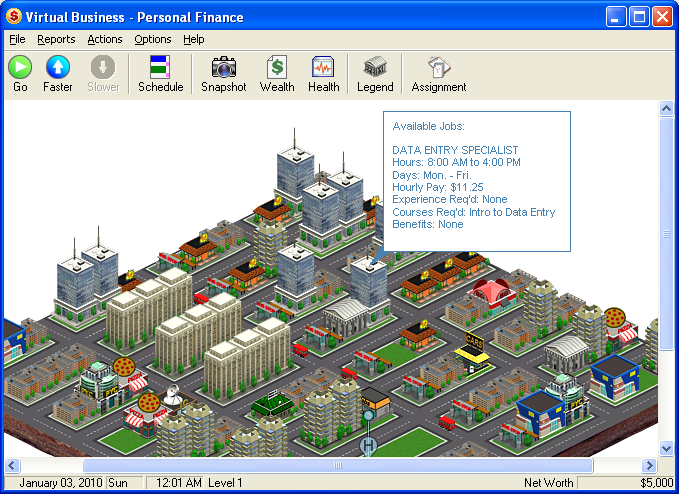 Virtual Business - Personal Finance
File Reports Actions Options Help
Go Faster Slower Schedule Snapshot Wealth Health Legend Assignment
Available Jobs:
DATA ENTRY SPECIALIST
Hours: 8:00 AM to 4:00 PM
Days: Mon. - Fri.
Hourly Pay: $11.25
Experience Req'd: None
Courses Req'd: Intro to Data Entry
Benefits: None
CARS
H
January 03, 2010 Sun 12:01 AM Level 1 Net Worth $5,000